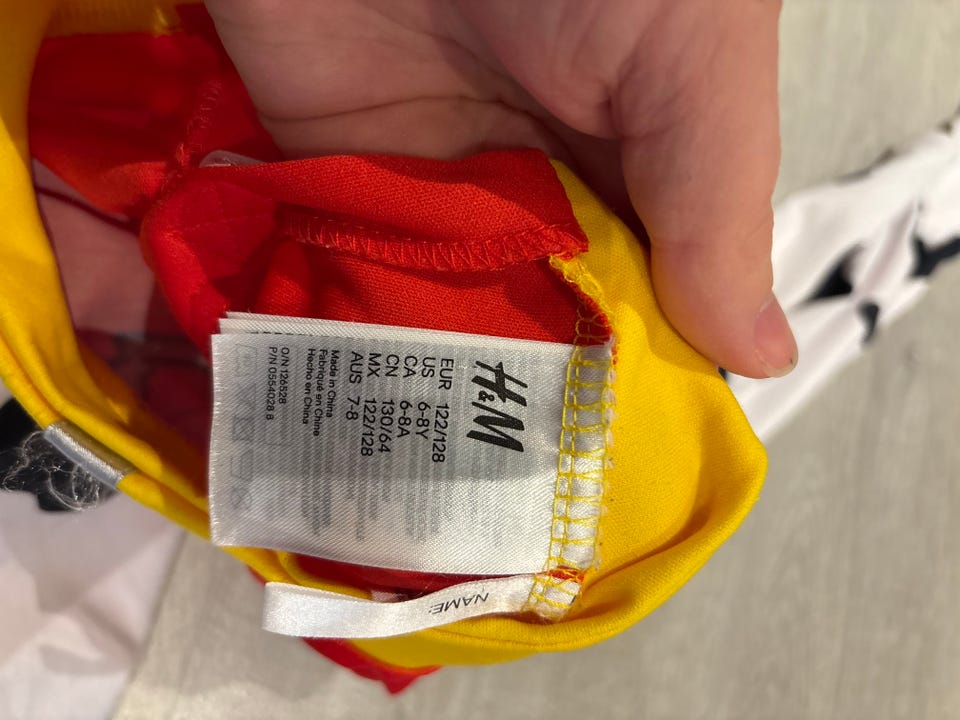 H&M
EUR 122/128
US 6-8Y
CA 6-8A
CN 130/64
MX 122/128
AUS 7-8
Made in China
Fabriqué en Chine
Hecho en China
O/N 126528
P/N 0554028 8
NAME: